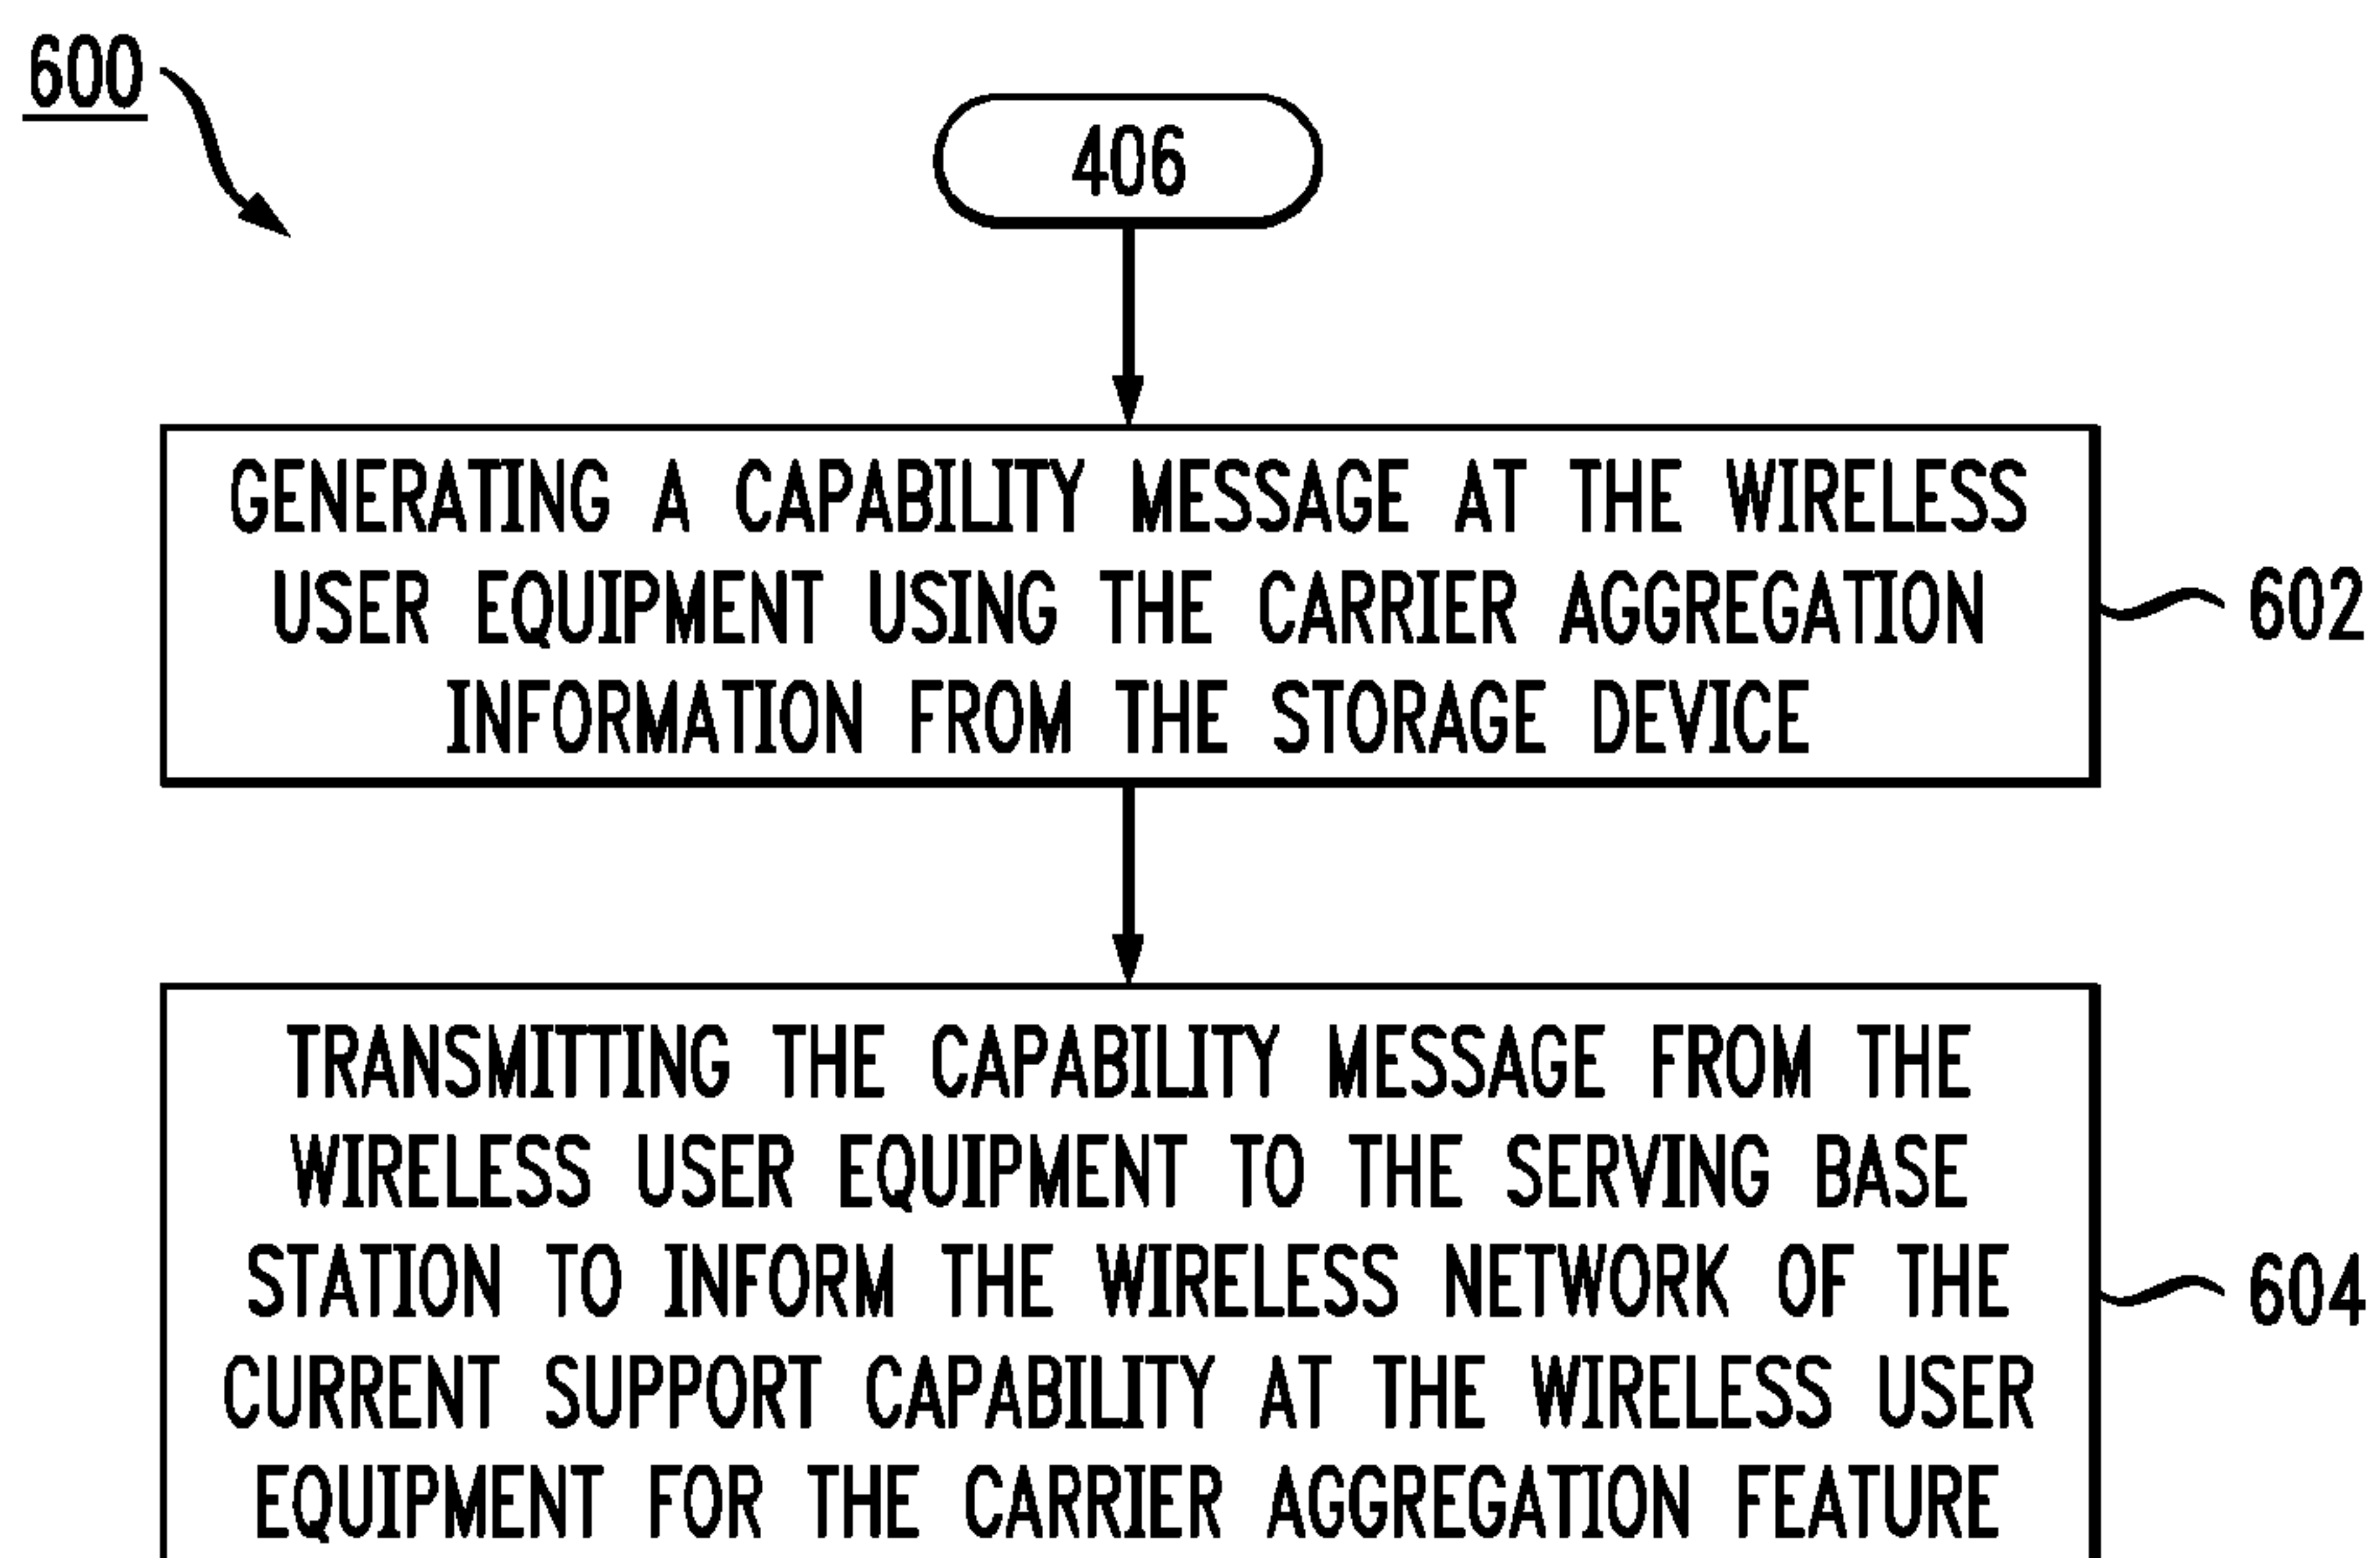 600
406
GENERATING A CAPABILITY MESSAGE AT THE WIRELESS
USER EQUIPMENT USING THE CARRIER AGGREGATION
INFORMATION FROM THE STORAGE DEVICE
602
TRANSMITTING THE CAPABILITY MESSAGE FROM THE
WIRELESS USER EQUIPMENT TO THE SERVING BASE
STATION TO INFORM THE WIRELESS NETWORK OF THE
CURRENT SUPPORT CAPABILITY AT THE WIRELESS USER
EQUIPMENT FOR THE CARRIER AGGREGATION FEATURE
604